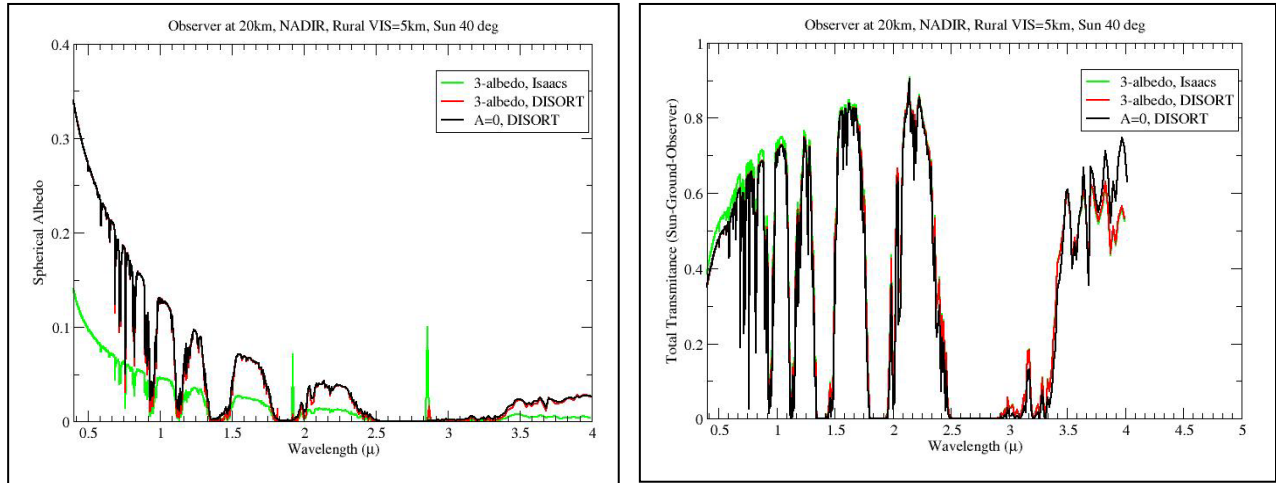 Observer at 20km, NADIR, Rural VIS=5km, Sun 40 deg
0.4
0.3
0.2
0.1
0
Spherical Albedo
3-albedo, Isaacs
3-albedo, DISORT
A=0, DISORT
0.5 1 1.5 2 2.5 3 3.5 4
Wavelength (μ)
Observer at 20km, NADIR, Rural VIS=5km, Sun 40 deg
1
0.8
0.6
0.4
0.2
0
Total Transmitance (Sun-Ground-Observer)
3-albedo, Isaacs
3-albedo, DISORT
A=0, DISORT
0.5 1 1.5 2 2.5 3 3.5 4 4.5 5
Wavelength (μ)